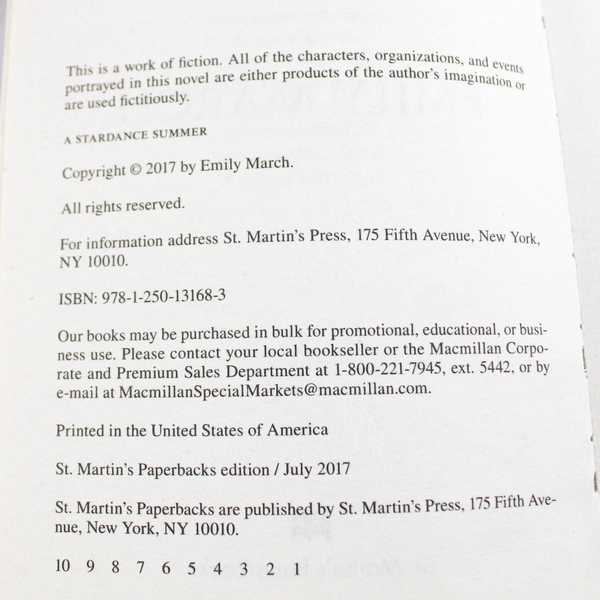 This is a work of fiction. All of the characters, organizations, and events
portrayed in this novel are either products of the author's imagination or
are used fictitiously.
A STARDANCE SUMMER
Copyright © 2017 by Emily March.
All rights reserved.
For information address St. Martin's Press, 175 Fifth Avenue, New York,
NY 10010.
ISBN: 978-1-250-13168-3
Our books may be purchased in bulk for promotional, educational, or busi-
ness use. Please contact your local bookseller or the Macmillan Corpo-
rate and Premium Sales Department at 1-800-221-7945, ext. 5442, or by
e-mail at MacmillanSpecialMarkets@macmillan.com.
Printed in the United States of America
St. Martin's Paperbacks edition / July 2017
St. Martin's Paperbacks are published by St. Martin's Press, 175 Fifth Ave-
nue, New York, NY 10010.
10 9 8 7 6 5 4 3 2 1